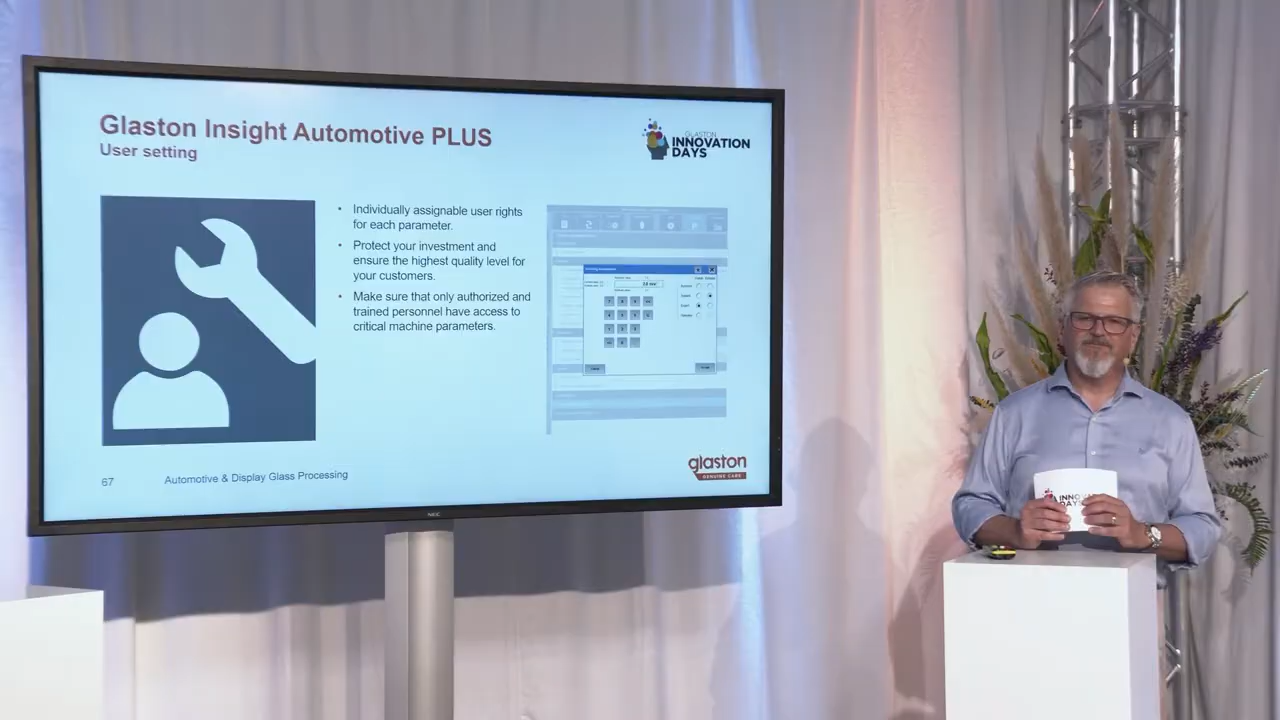 Glaston Insight Automotive PLUS
User setting
GLASTON
INNOVATION
DAYS
• Individually assignable user rights
for each parameter.
• Protect your investment and
ensure the highest quality level for
your customers.
• Make sure that only authorized and
trained personnel have access to
critical machine parameters.
67
Automotive & Display Glass Processing
glaston
GENUINE CARE
NEC